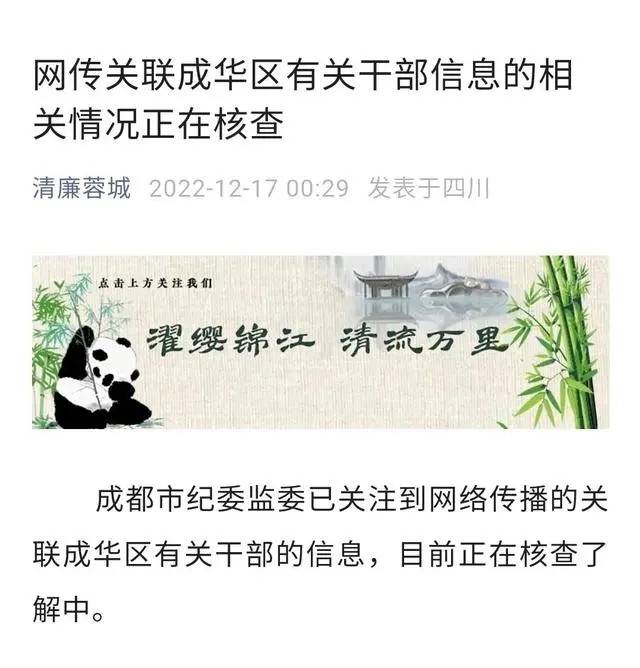 网传关联成华区有关干部信息的相
关情况正在核查
清廉蓉城 2022-12-17 00:29 发表于四川
点击上方关注我们
濯缨锦江 清流万里
成都市纪委监委已关注到网络传播的关
联成华区有关干部的信息，目前正在核查了
解中。